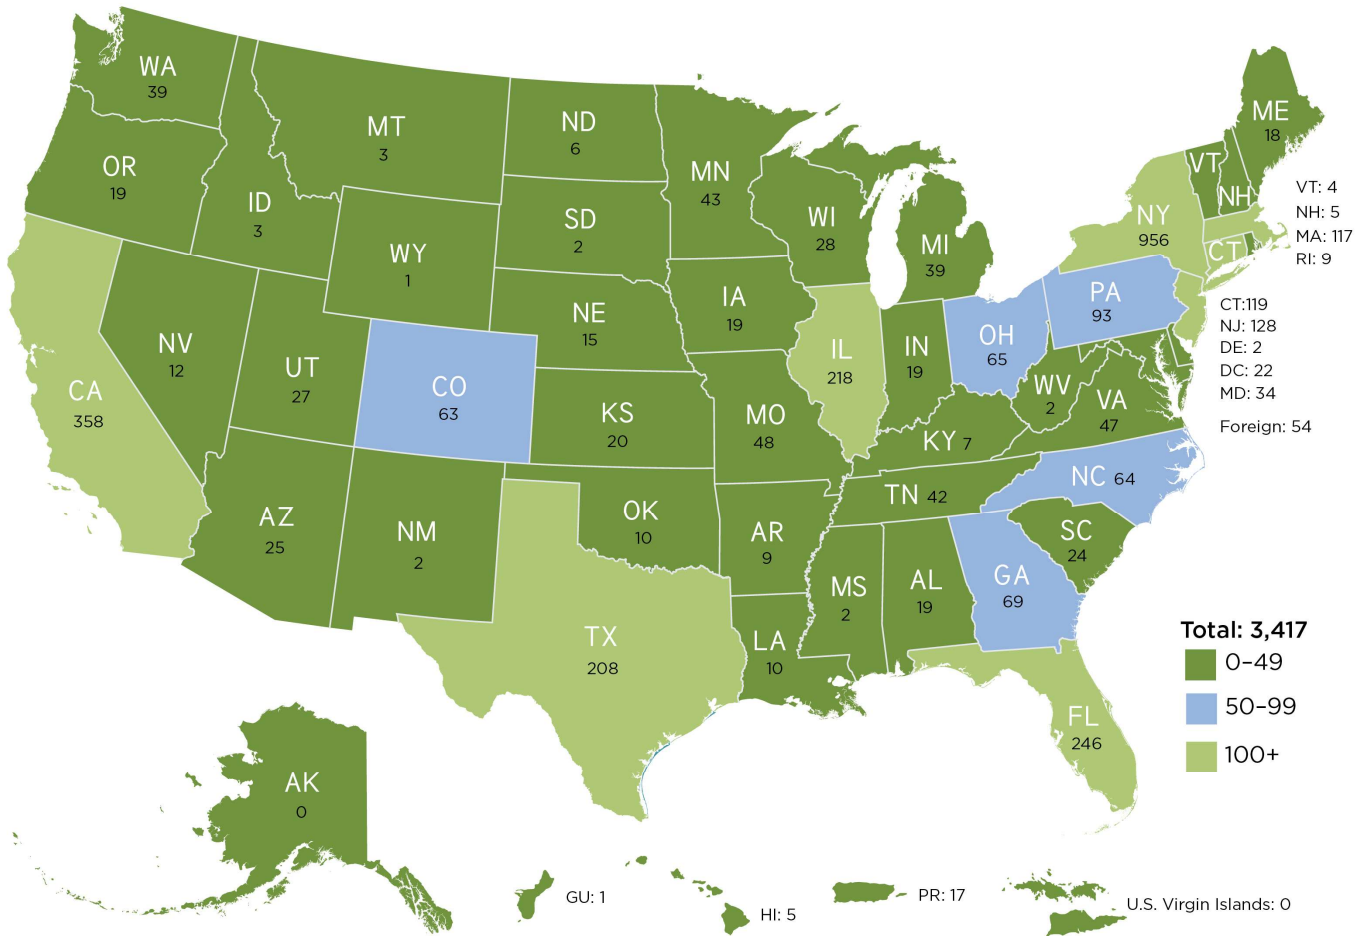 WA
39
MT
3
ND
6
MN
43
OR
19
ID
3
SD
2
WI
28
MI
39
NY
956
VT
NH
ME
18
CT
VT: 4
NH: 5
MA: 117
RI: 9
WY
1
NE
15
IA
19
PA
93
CT:119
NJ: 128
DE: 2
DC: 22
MD: 34
Foreign: 54
NV
12
UT
27
CO
63
CA
358
KS
20
MO
48
IL
218
IN
19
OH
65
WV
2
VA
47
KY 7
NC 64
TN 42
AZ
25
NM
2
OK
10
AR
9
SC
24
MS
2
AL
19
GA
69
TX
208
LA
10
FL
246
Total: 3,417
0–49
50–99
100+
AK
0
GU: 1
HI: 5
PR: 17
U.S. Virgin Islands: 0